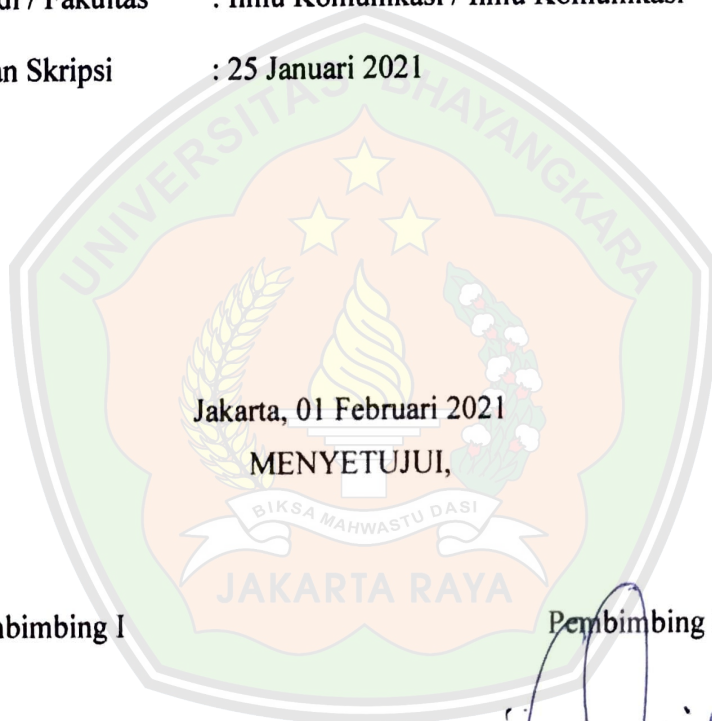 : Ilmu Komunikasi / Ilmu Komunikasi
Skripsi : 25 Januari 2021
UNIVERSITAS BHAYANGKARA
Jakarta, 01 Februari 2021
MENYETUJUI,
BIKSA MAHWASTU DASI
JAKARTA RAYA
bimbing I Pembimbing